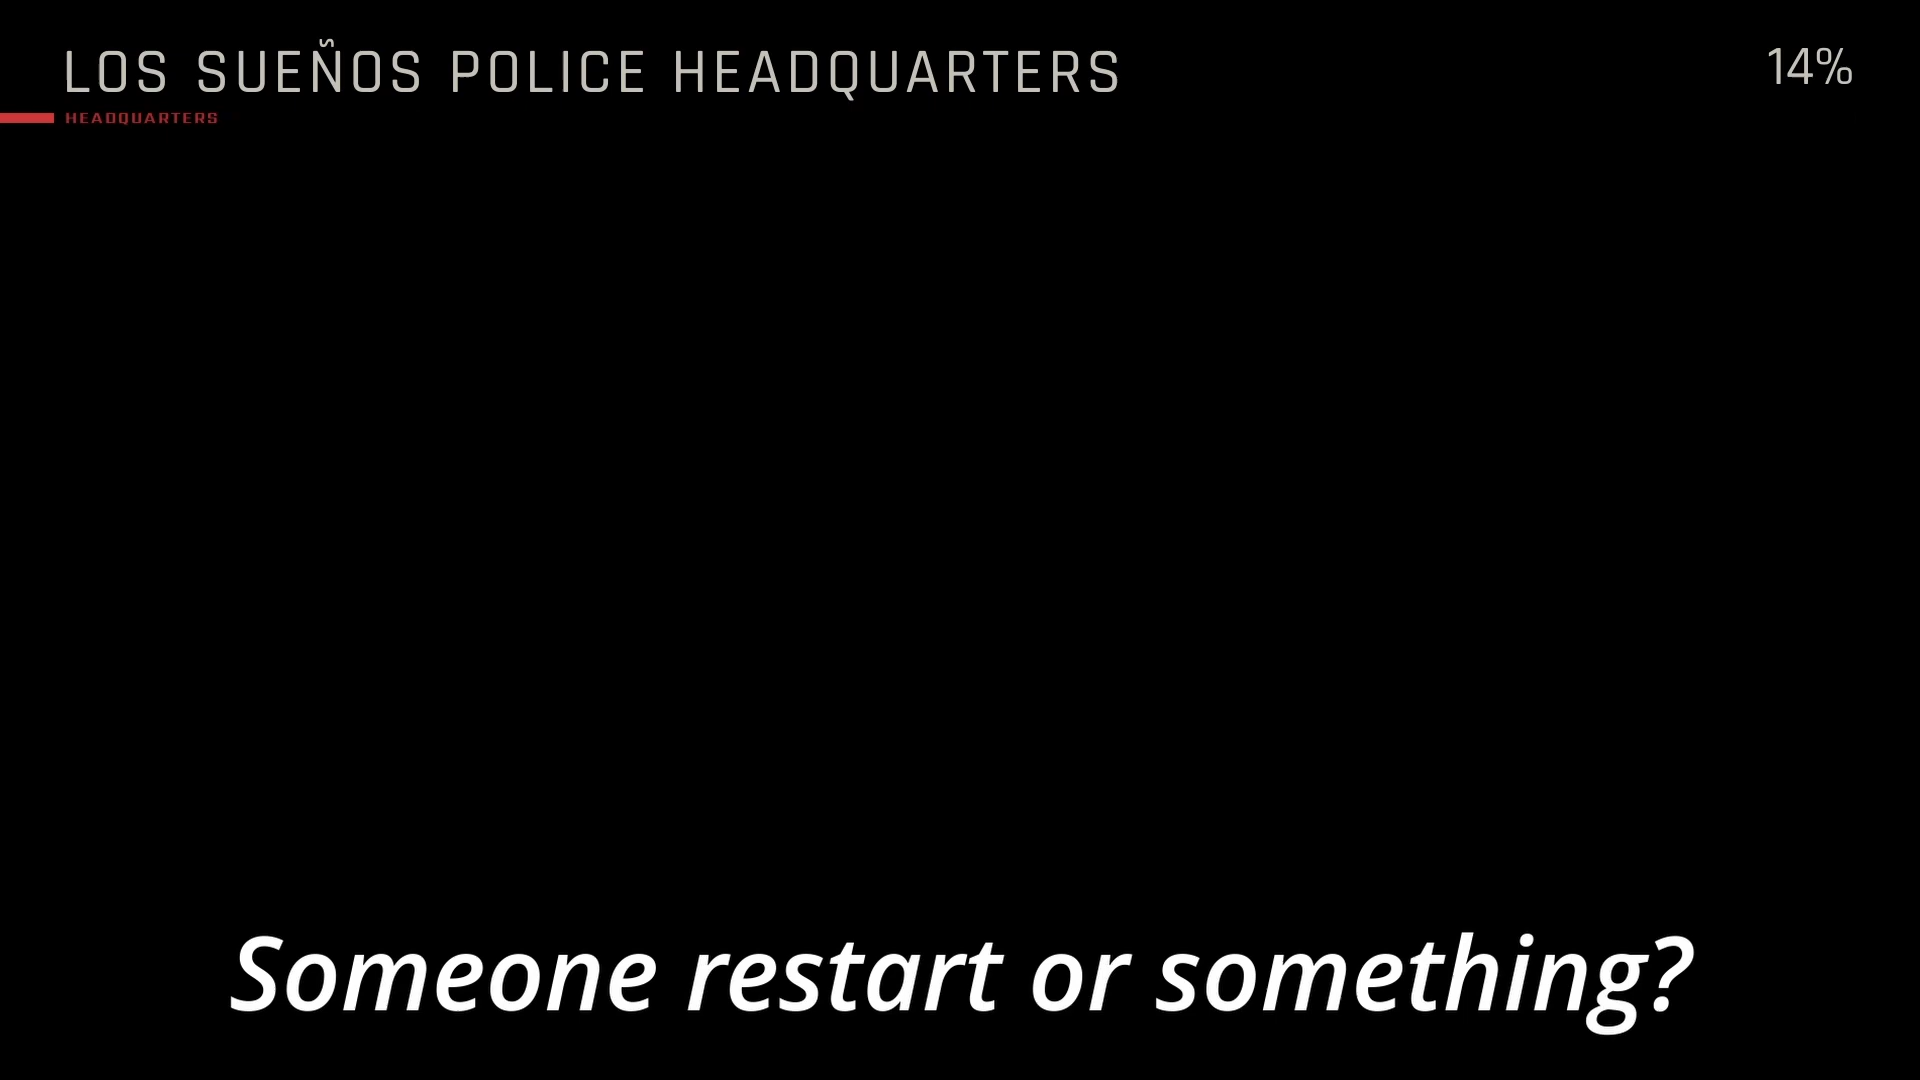 LOS SUEÑOS POLICE HEADQUARTERS
14%
HEADQUARTERS
Someone restart or something?